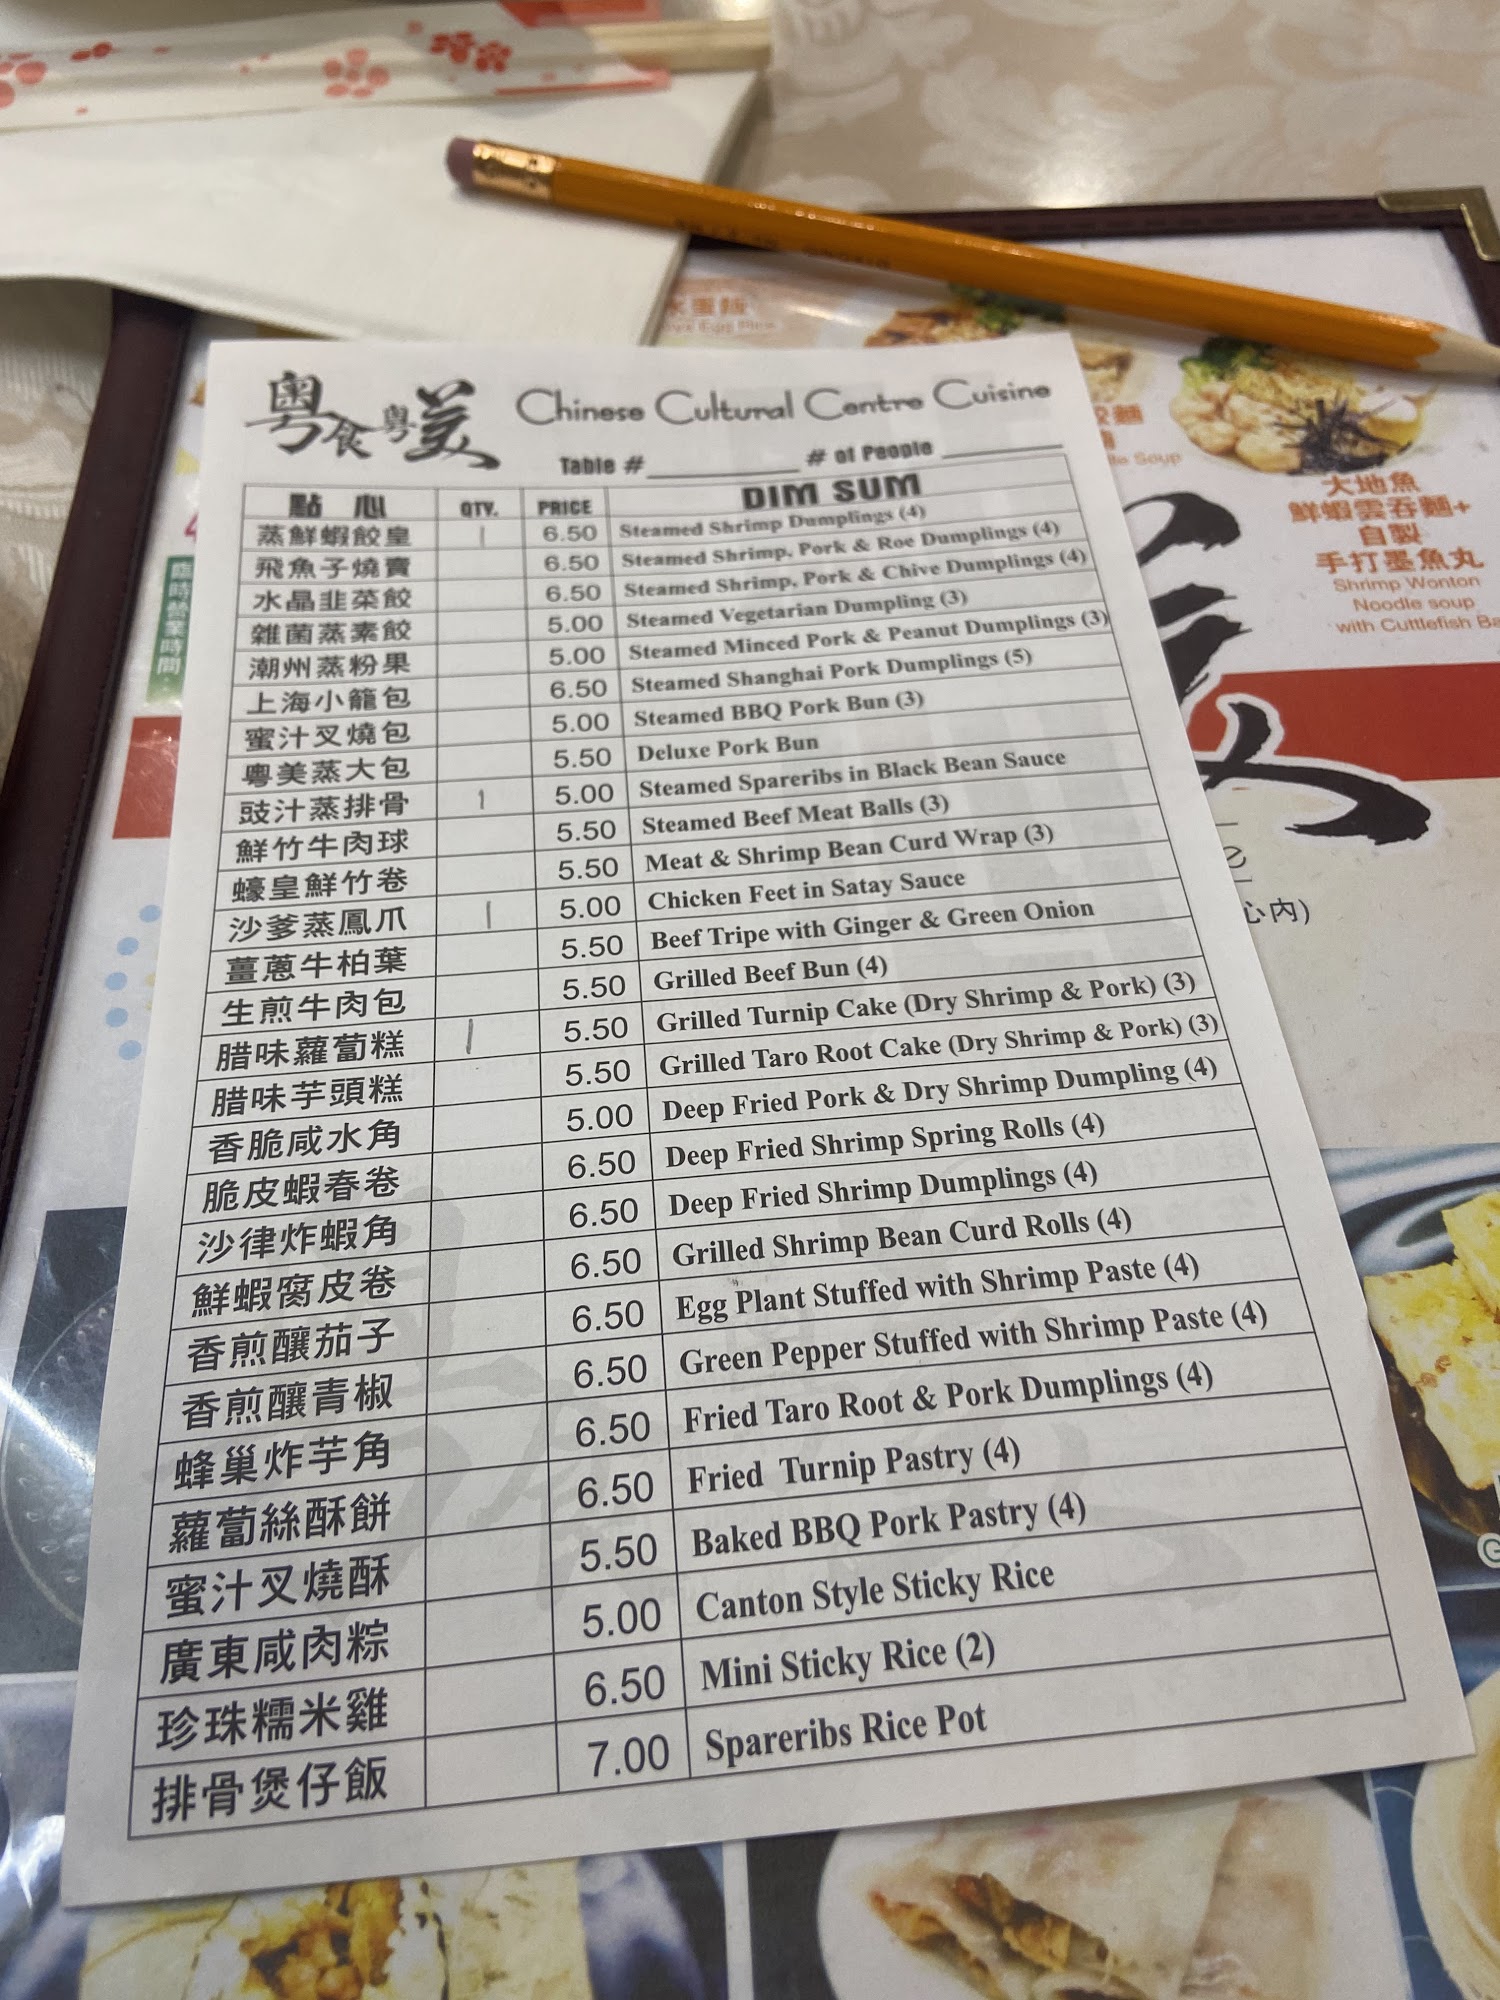 水蛋飯
粵食粵美 Chinese Cultural Centre Cuisine
Table # # of People
點 心 QTY. PRICE DIM SUM
蒸鮮蝦餃皇 1 6.50 Steamed Shrimp Dumplings (4)
飛魚子燒賣 6.50 Steamed Shrimp, Pork & Roe Dumplings (4)
水晶韭菜餃 6.50 Steamed Shrimp, Pork & Chive Dumplings (4)
雜菌蒸素餃 5.00 Steamed Vegetarian Dumpling (3)
潮州蒸粉果 5.00 Steamed Minced Pork & Peanut Dumplings (3)
上海小籠包 6.50 Steamed Shanghai Pork Dumplings (5)
蜜汁叉燒包 5.00 Steamed BBQ Pork Bun (3)
粵美蒸大包 5.50 Deluxe Pork Bun
豉汁蒸排骨 1 5.00 Steamed Spareribs in Black Bean Sauce
鮮竹牛肉球 5.50 Steamed Beef Meat Balls (3)
蠔皇鮮竹卷 5.50 Meat & Shrimp Bean Curd Wrap (3)
沙爹蒸鳳爪 1 5.00 Chicken Feet in Satay Sauce
薑蔥牛柏葉 5.50 Beef Tripe with Ginger & Green Onion
生煎牛肉包 5.50 Grilled Beef Bun (4)
腊味蘿蔔糕 1 5.50 Grilled Turnip Cake (Dry Shrimp & Pork) (3)
腊味芋頭糕 5.50 Grilled Taro Root Cake (Dry Shrimp & Pork) (3)
香脆咸水角 5.00 Deep Fried Pork & Dry Shrimp Dumpling (4)
脆皮蝦春卷 6.50 Deep Fried Shrimp Spring Rolls (4)
沙律炸蝦角 6.50 Deep Fried Shrimp Dumplings (4)
鮮蝦腐皮卷 6.50 Grilled Shrimp Bean Curd Rolls (4)
香煎釀茄子 6.50 Egg Plant Stuffed with Shrimp Paste (4)
香煎釀青椒 6.50 Green Pepper Stuffed with Shrimp Paste (4)
蜂巢炸芋角 6.50 Fried Taro Root & Pork Dumplings (4)
蘿蔔絲酥餅 6.50 Fried Turnip Pastry (4)
蜜汁叉燒酥 5.50 Baked BBQ Pork Pastry (4)
廣東咸肉粽 5.00 Canton Style Sticky Rice
珍珠糯米雞 6.50 Mini Sticky Rice (2)
排骨煲仔飯 7.00 Spareribs Rice Pot
臨時營業時間
大地魚
鮮蝦雲吞麵+
自製
手打墨魚丸
Shrimp Wonton
Noodle soup
with Cuttlefish Ba
心內)